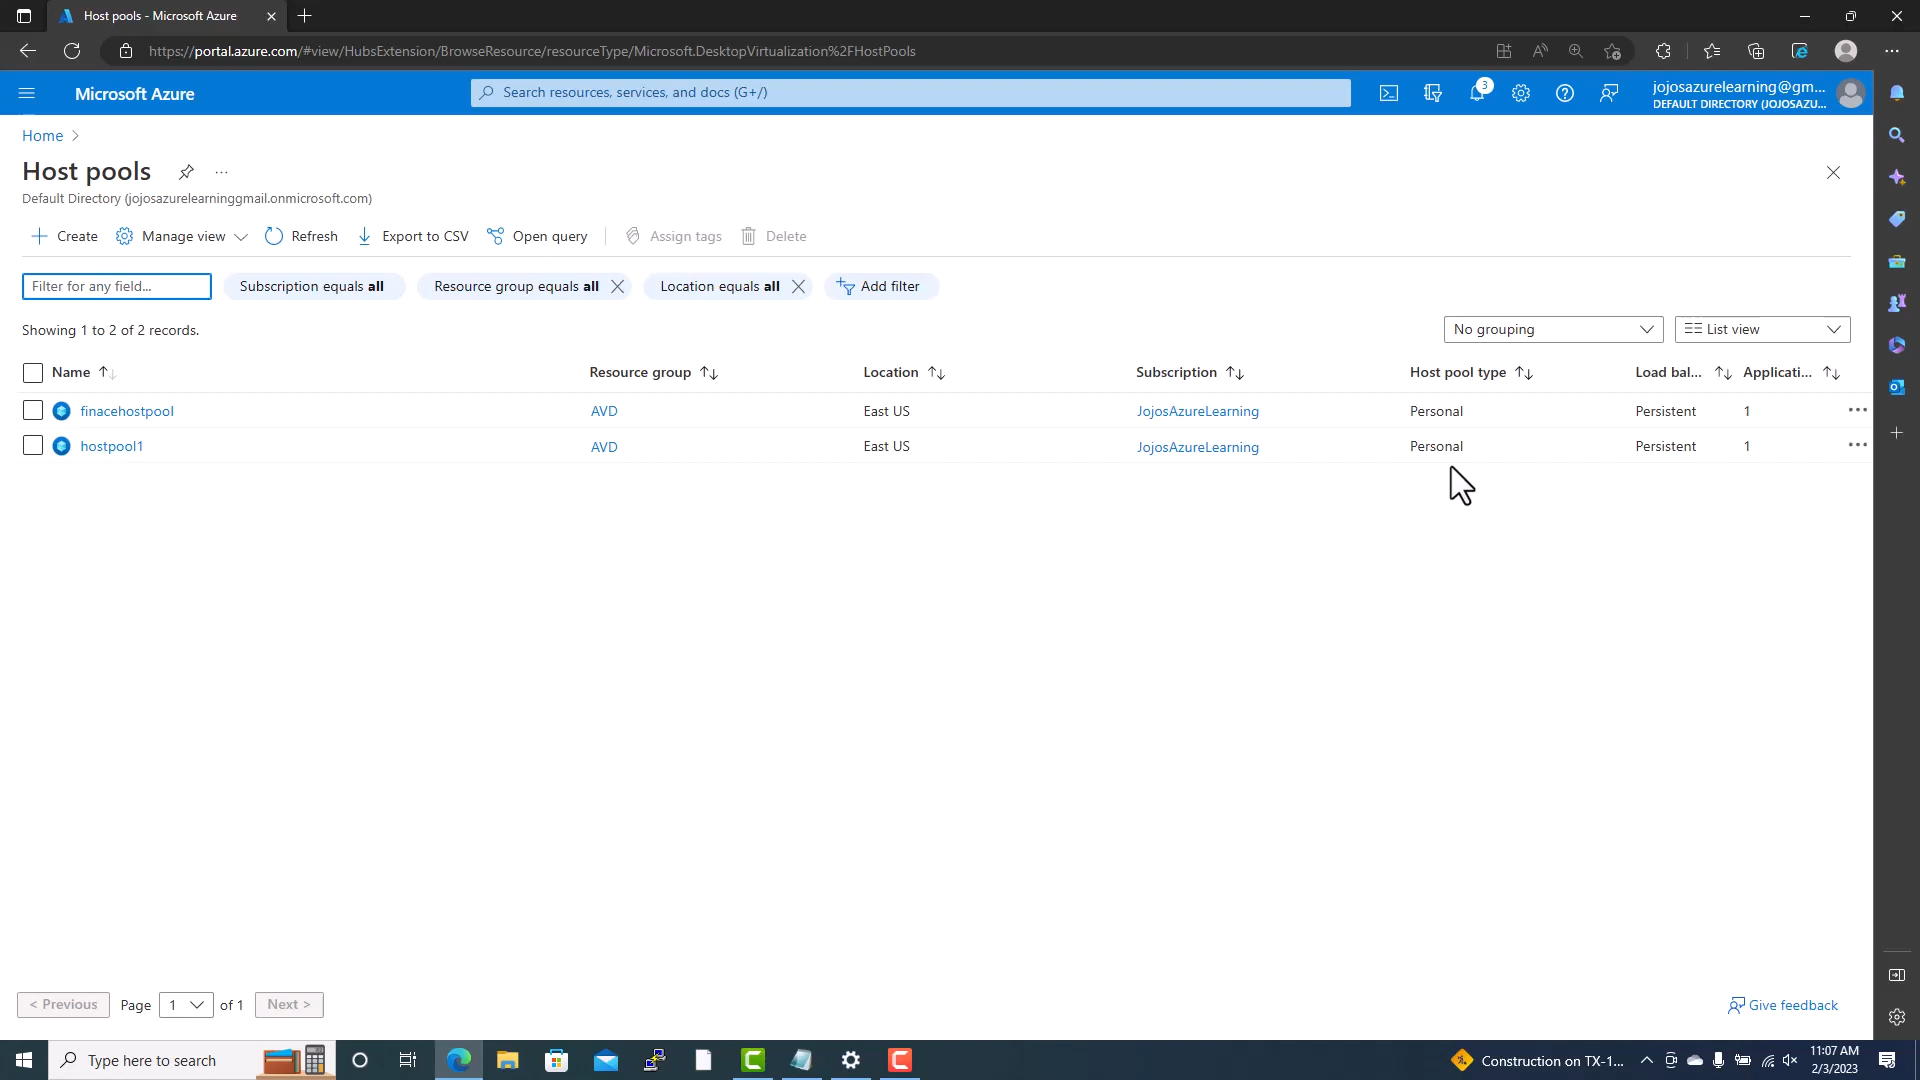 Host pools - Microsoft Azure
https://portal.azure.com/#view/HubsExtension/BrowseResource/resourceType/Microsoft.DesktopVirtualization%2FHostPools
Microsoft Azure
Search resources, services, and docs (G+/)
3
jojosazurelearning@gm...
DEFAULT DIRECTORY (JOJOSAZU...
Home
Host pools
Default Directory (jojosazurelearninggmail.onmicrosoft.com)
Create Manage view Refresh Export to CSV Open query Assign tags Delete
Filter for any field... Subscription equals all Resource group equals all Location equals all Add filter
Showing 1 to 2 of 2 records.
No grouping List view
Name Resource group Location Subscription Host pool type Load bal... Applicati...
finacehostpool AVD East US JojosAzureLearning Personal Persistent 1
hostpool1 AVD East US JojosAzureLearning Personal Persistent 1
< Previous Page 1 of 1 Next >
Give feedback
Type here to search
Construction on TX-1...
11:07 AM
2/3/2023